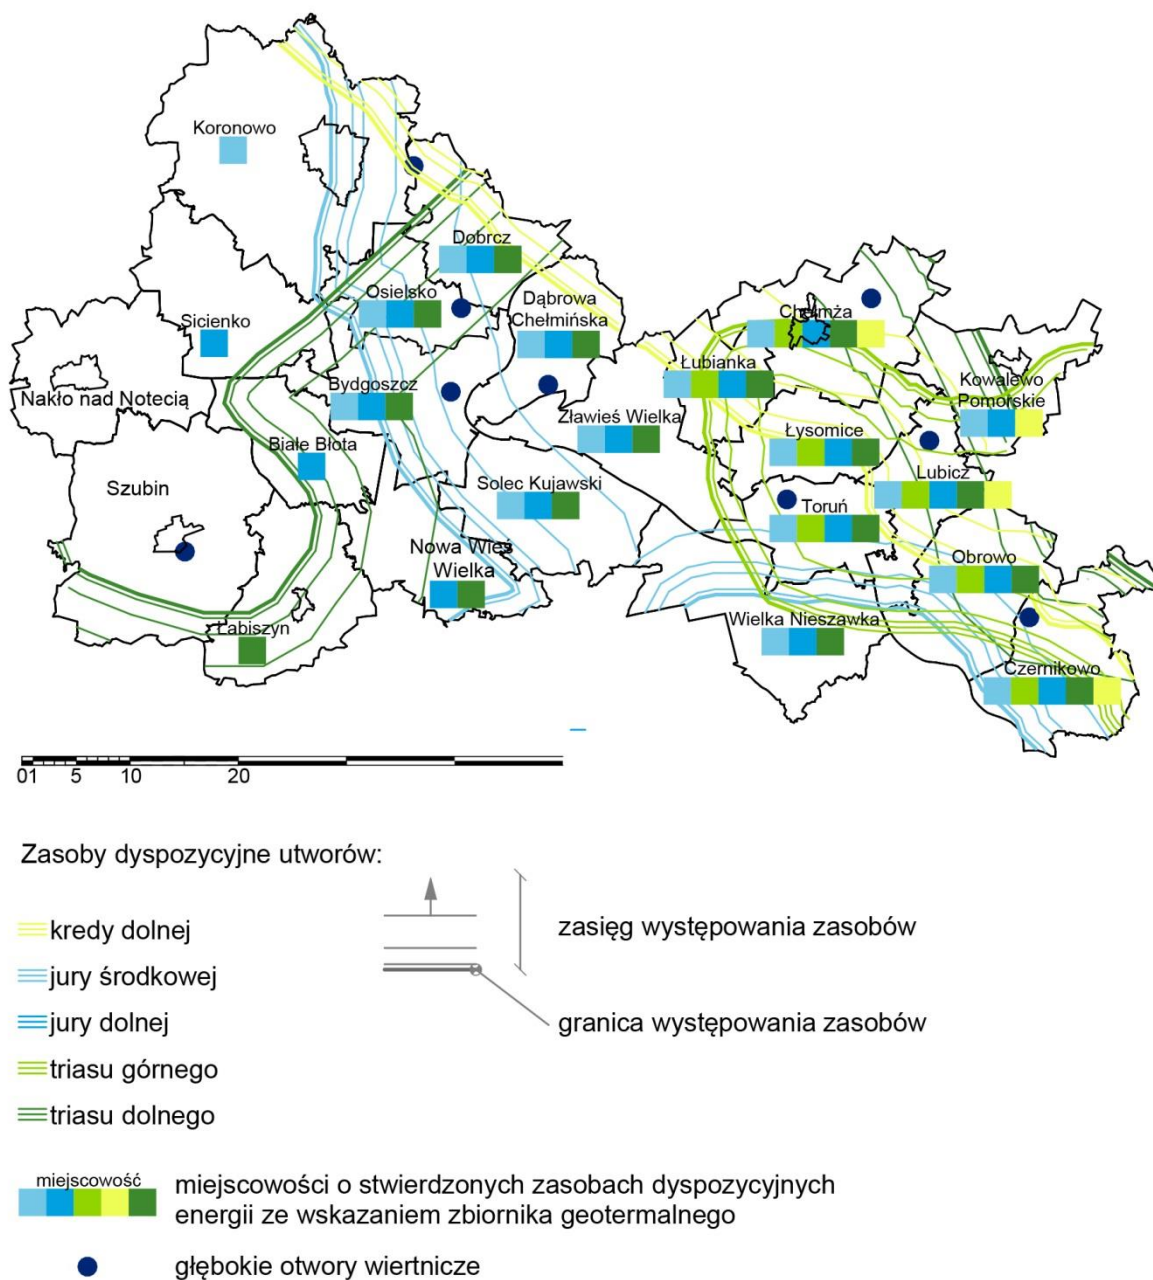 Koronowo
Dobrcz
Osielsko
Dąbrowa
Chełmińska
Sicienko
Chełmża
Łubianka
Kowalewo
Pomorskie
Nakło nad Notecią
Bydgoszcz
Zławieś Wielka
Łysomice
Białe Błota
Szubin
Solec Kujawski
Lubicz
Toruń
Nowa Wieś
Wielka
Obrowo
Łabiszyn
Wielka Nieszawka
Czernikowo
01 5 10 20
Zasoby dyspozycyjne utworów:
kredy dolnej
jury środkowej
jury dolnej
triasu górnego
triasu dolnego
zasięg występowania zasobów
granica występowania zasobów
miejscowość
miejscowości o stwierdzonych zasobach dyspozycyjnych
energii ze wskazaniem zbiornika geotermalnego
głębokie otwory wiertnicze